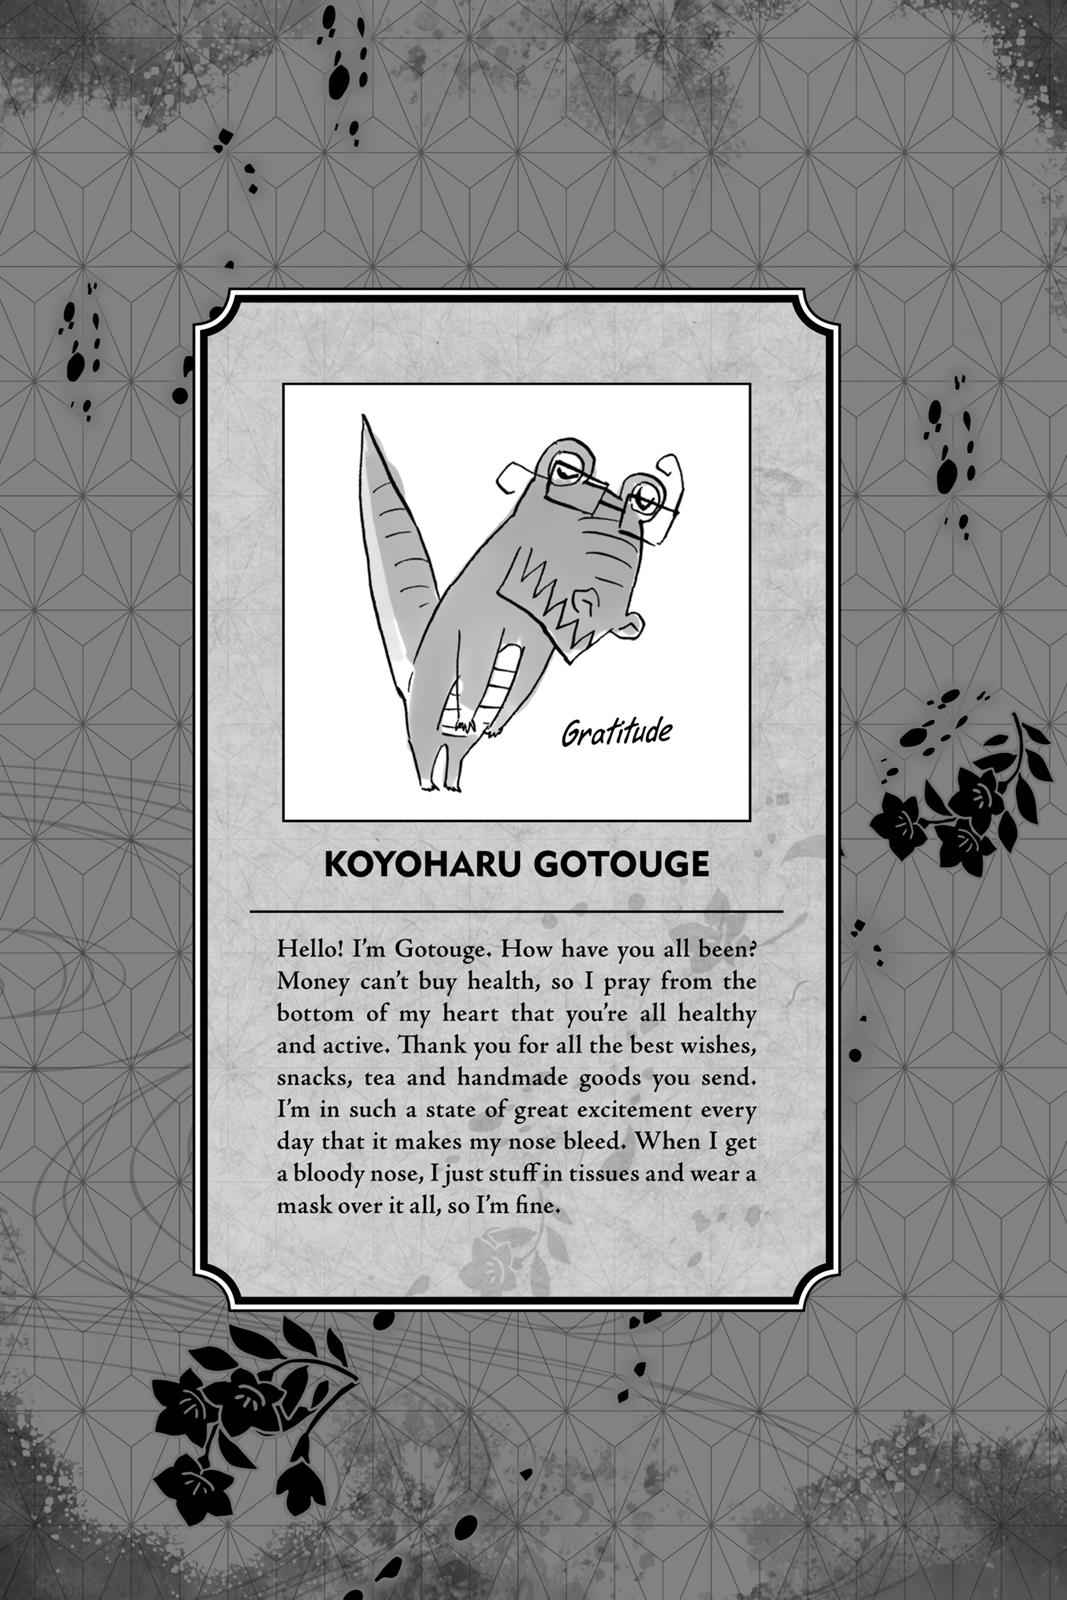 Gratitude
KOYOHARU GOTOUGE
Hello! I'm Gotouge. How have you all been?
Money can't buy health, so I pray from the
bottom of my heart that you're all healthy
and active. Thank you for all the best wishes,
snacks, tea and handmade goods you send.
I'm in such a state of great excitement every
day that it makes my nose bleed. When I get
a bloody nose, I just stuff in tissues and wear a
mask over it all, so I'm fine.